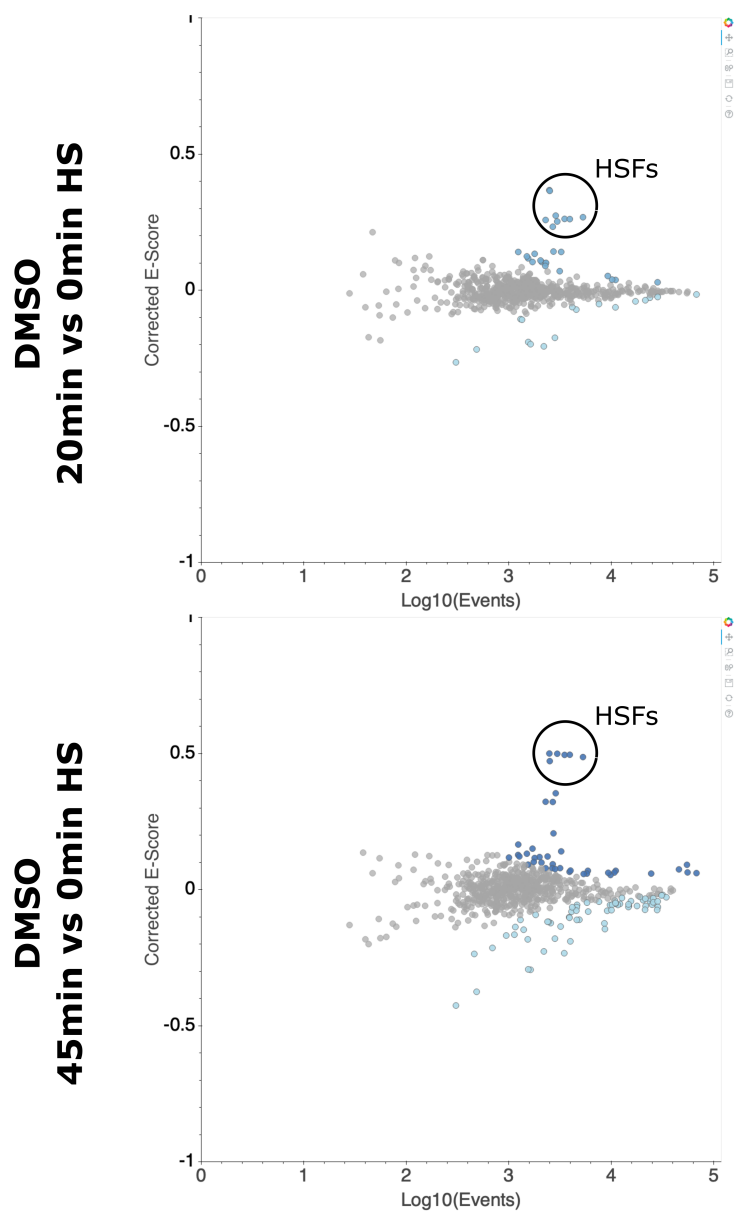 DMSO
20min vs 0min HS
1
0.5
0
-0.5
-1
Corrected E-Score
HSFs
0 1 2 3 4 5
Log10(Events)
DMSO
45min vs 0min HS
1
0.5
0
-0.5
-1
Corrected E-Score
HSFs
0 1 2 3 4 5
Log10(Events)